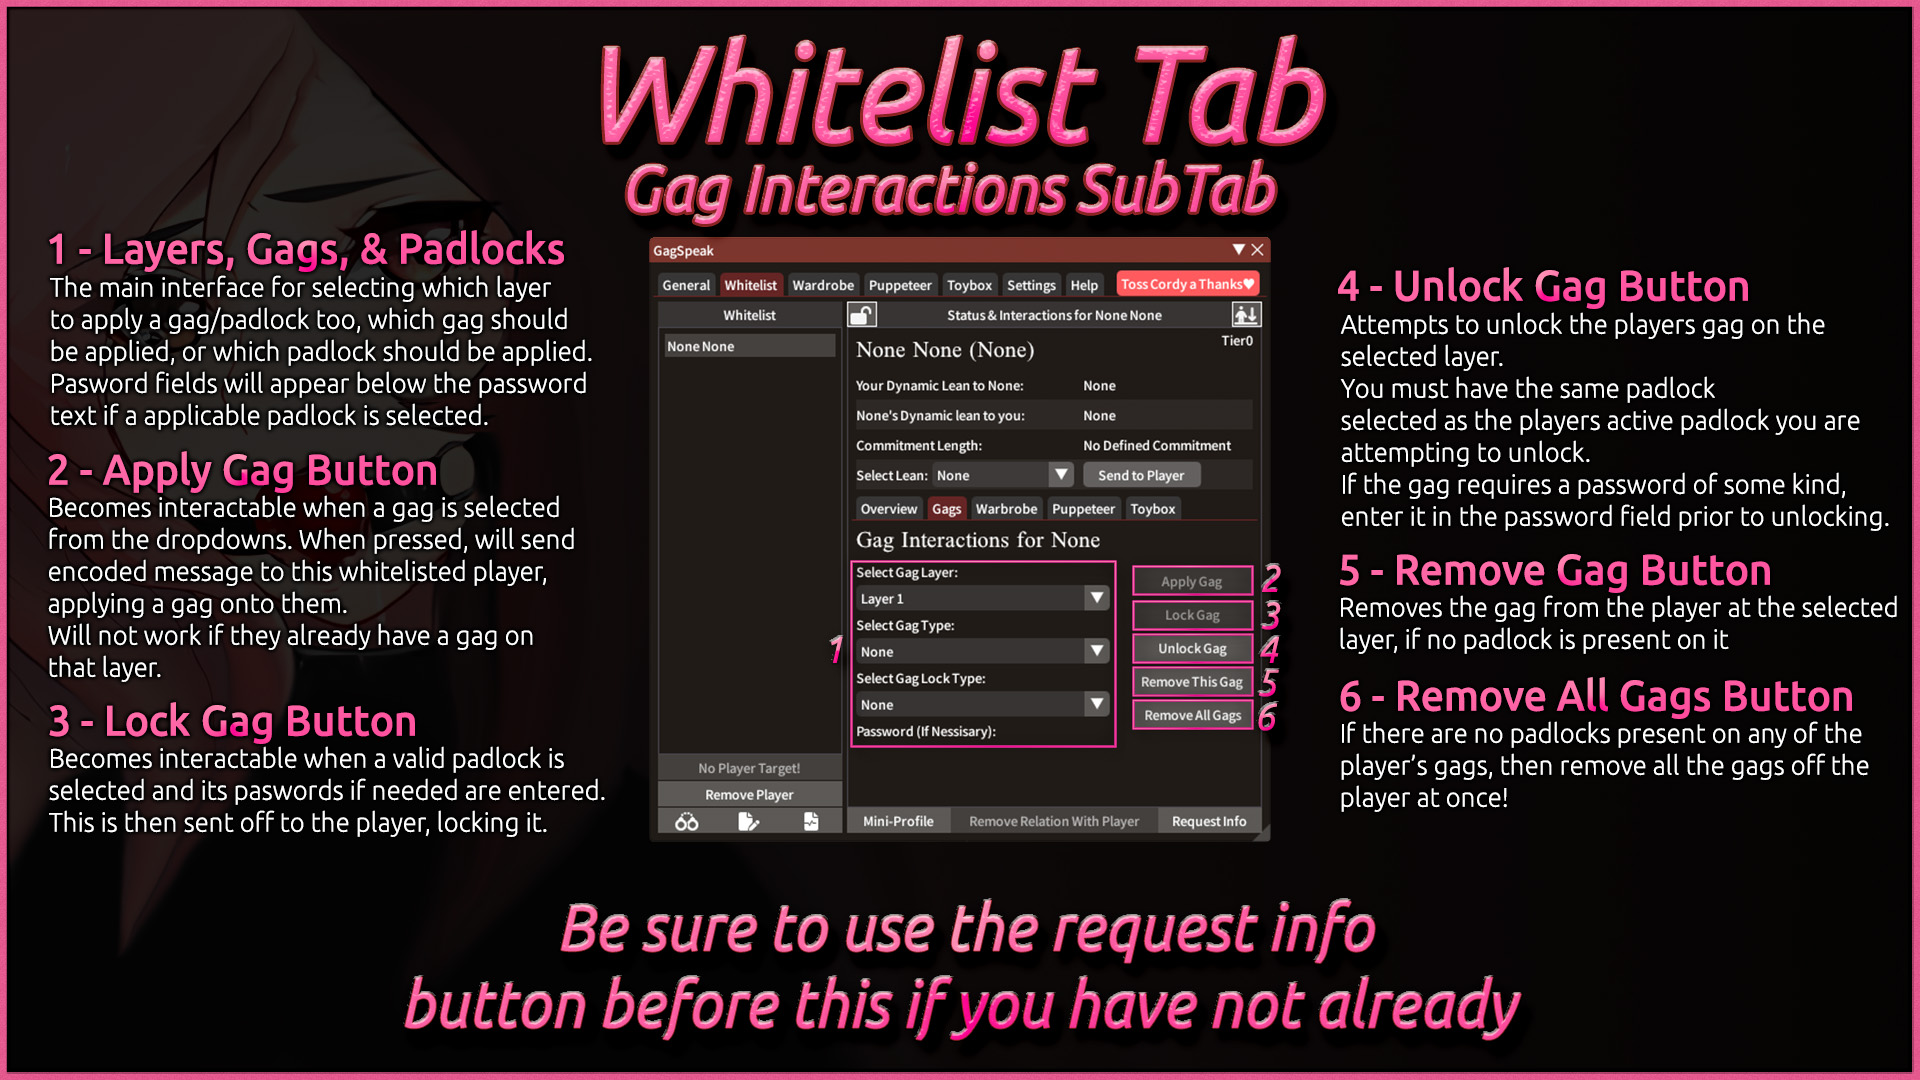 Whitelist Tab
Gag Interactions SubTab
1 - Layers, Gags, & Padlocks
The main interface for selecting which layer
to apply a gag/padlock too, which gag should
be applied, or which padlock should be applied.
Pasword fields will appear below the password
text if a applicable padlock is selected.
2 - Apply Gag Button
Becomes interactable when a gag is selected
from the dropdowns. When pressed, will send
encoded message to this whitelisted player,
applying a gag onto them.
Will not work if they already have a gag on
that layer.
3 - Lock Gag Button
Becomes interactable when a valid padlock is
selected and its paswords if needed are entered.
This is then sent off to the player, locking it.
GagSpeak
General Whitelist Wardrobe Puppeteer Toybox Settings Help Toss Cordy a Thanks♥
Whitelist
None None
No Player Target!
Remove Player
Status & Interactions for None None
None None (None)
Tier0
Your Dynamic Lean to None: None
None's Dynamic lean to you: None
Commitment Length: No Defined Commitment
Select Lean: None Send to Player
Overview Gags Warbrobe Puppeteer Toybox
Gag Interactions for None
1
Select Gag Layer:
Layer 1
Select Gag Type:
None
Select Gag Lock Type:
None
Password (If Nessisary):
Apply Gag 2
Lock Gag 3
Unlock Gag 4
Remove This Gag 5
Remove All Gags 6
Mini-Profile Remove Relation With Player Request Info
4 - Unlock Gag Button
Attempts to unlock the players gag on the
selected layer.
You must have the same padlock
selected as the players active padlock you are
attempting to unlock.
If the gag requires a password of some kind,
enter it in the password field prior to unlocking.
5 - Remove Gag Button
Removes the gag from the player at the selected
layer, if no padlock is present on it
6 - Remove All Gags Button
If there are no padlocks present on any of the
player's gags, then remove all the gags off the
player at once!
Be sure to use the request info
button before this if you have not already